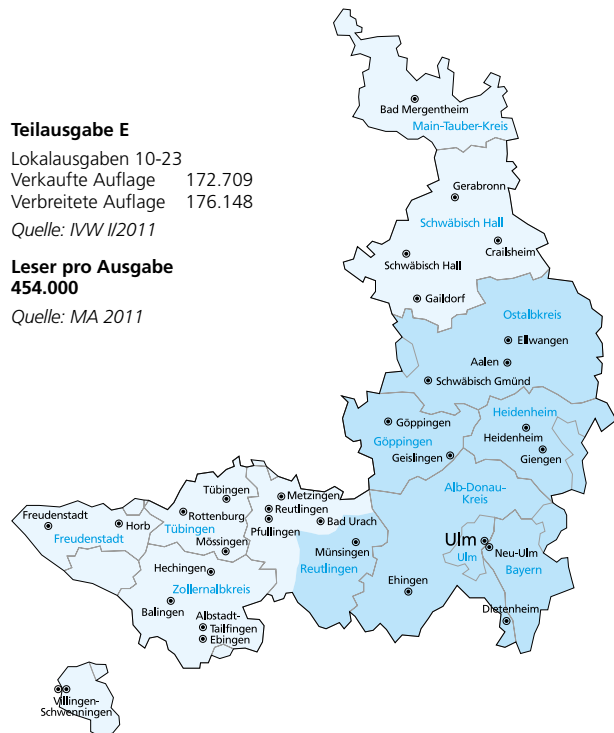 Teilausgabe E
Lokalausgaben 10-23
Verkaufte Auflage 172.709
Verbreitete Auflage 176.148
Quelle: IVW I/2011
Leser pro Ausgabe
454.000
Quelle: MA 2011
Bad Mergentheim
Main-Tauber-Kreis
Gerabronn
Schwäbisch Hall
Crailsheim
Schwäbisch Hall
Gaildorf
Ostalbkreis
Ellwangen
Aalen
Schwäbisch Gmünd
Göppingen
Göppingen
Geislingen
Heidenheim
Heidenheim
Giengen
Alb-Donau-
Kreis
Tübingen
Rottenburg
Tübingen
Mössingen
Metzingen
Reutlingen
Pfullingen
Bad Urach
Freudenstadt
Horb
Freudenstadt
Münsingen
Reutlingen
Ulm
Ulm
Neu-Ulm
Bayern
Ehingen
Dietenheim
Hechingen
Zollernalbkreis
Balingen
Albstadt-
Tailfingen
Ebingen
Villingen-
Schwenningen